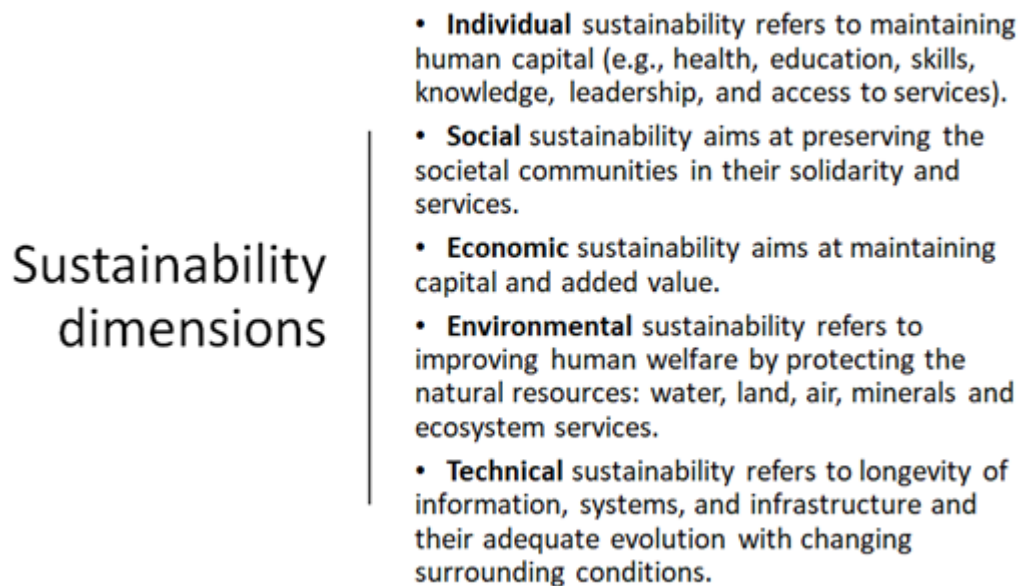 Sustainability
dimensions
• Individual sustainability refers to maintaining
human capital (e.g., health, education, skills,
knowledge, leadership, and access to services).
• Social sustainability aims at preserving the
societal communities in their solidarity and
services.
• Economic sustainability aims at maintaining
capital and added value.
• Environmental sustainability refers to
improving human welfare by protecting the
natural resources: water, land, air, minerals and
ecosystem services.
• Technical sustainability refers to longevity of
information, systems, and infrastructure and
their adequate evolution with changing
surrounding conditions.